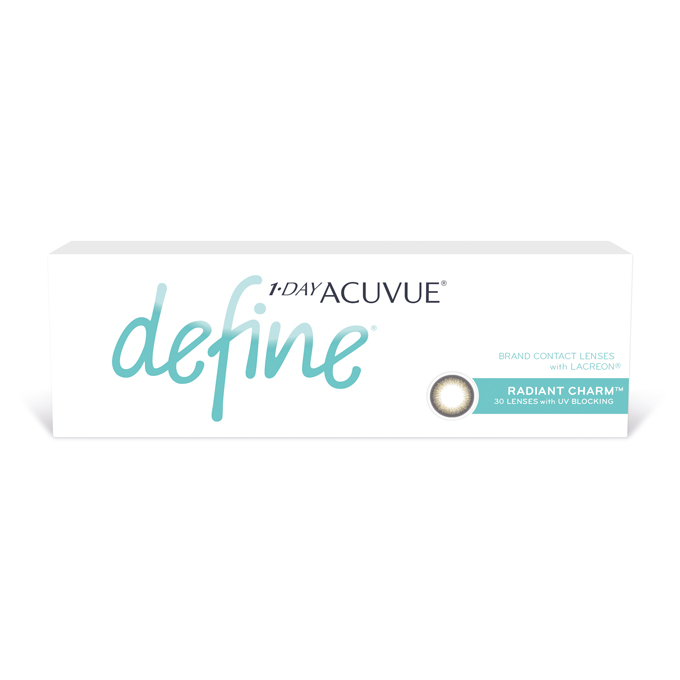 1·DAY ACUVUE®
define®
BRAND CONTACT LENSES
with LACREON®
RADIANT CHARM™
30 LENSES with UV BLOCKING